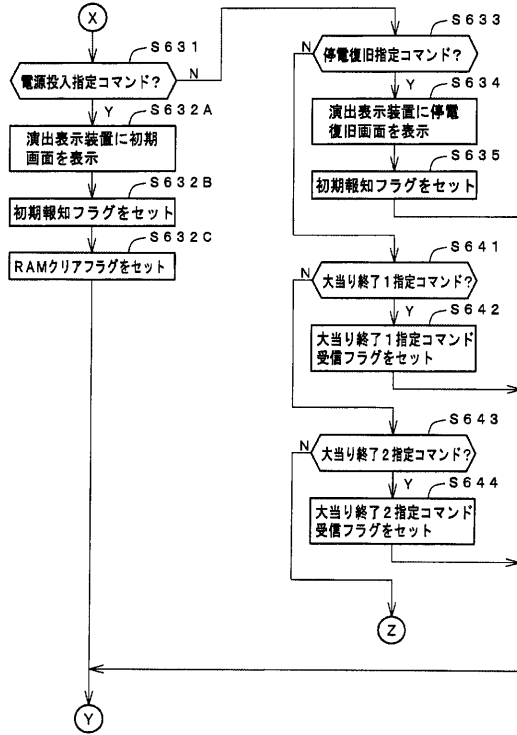 X
S631
電源投入指定コマンド?
N
Y
S632A
演出表示装置に初期
画面を表示
S632B
初期報知フラグをセット
S632C
RAMクリアフラグをセット
Y
S633
N
停電復旧指定コマンド?
Y
S634
演出表示装置に停電
復旧画面を表示
S635
初期報知フラグをセット
S641
N
大当り終了1指定コマンド?
Y
S642
大当り終了1指定コマンド
受信フラグをセット
S643
N
大当り終了2指定コマンド?
Y
S644
大当り終了2指定コマンド
受信フラグをセット
Z